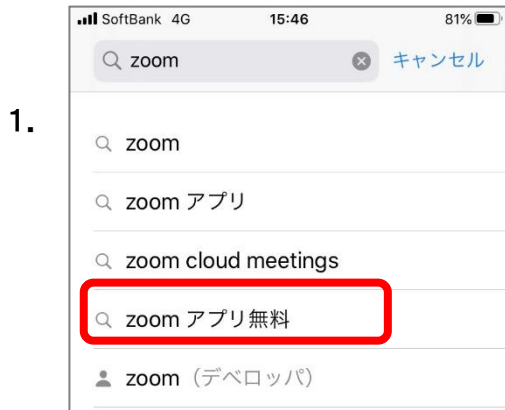 SoftBank 4G 15:46 81%
zoom キャンセル
1.
zoom
zoom アプリ
zoom cloud meetings
zoom アプリ無料
zoom（デベロッパ）